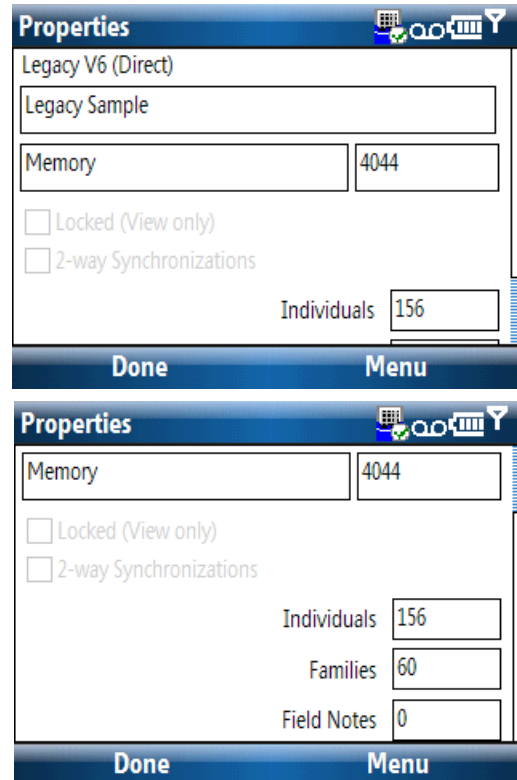 Properties
Legacy V6 (Direct)
Legacy Sample
Memory 4044
Locked (View only)
2-way Synchronizations
Individuals 156
Done Menu
Properties
Memory 4044
Locked (View only)
2-way Synchronizations
Individuals 156
Families 60
Field Notes 0
Done Menu